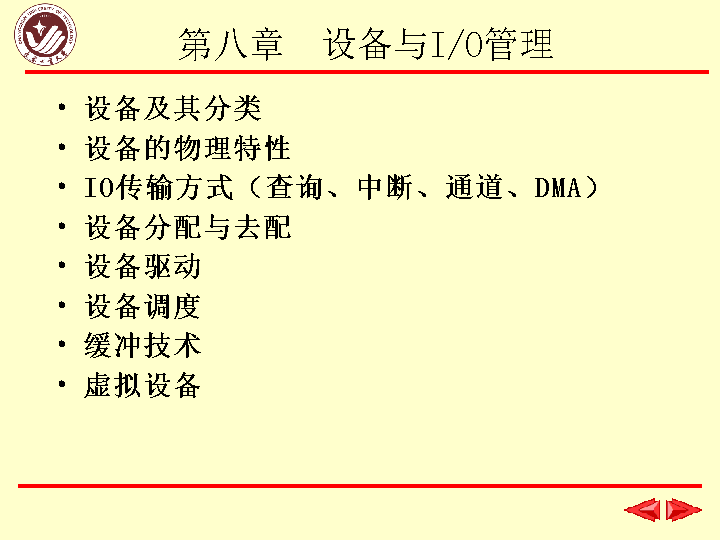 第八章 设备与I/O管理
• 设备及其分类
• 设备的物理特性
• IO传输方式（查询、中断、通道、DMA）
• 设备分配与去配
• 设备驱动
• 设备调度
• 缓冲技术
• 虚拟设备